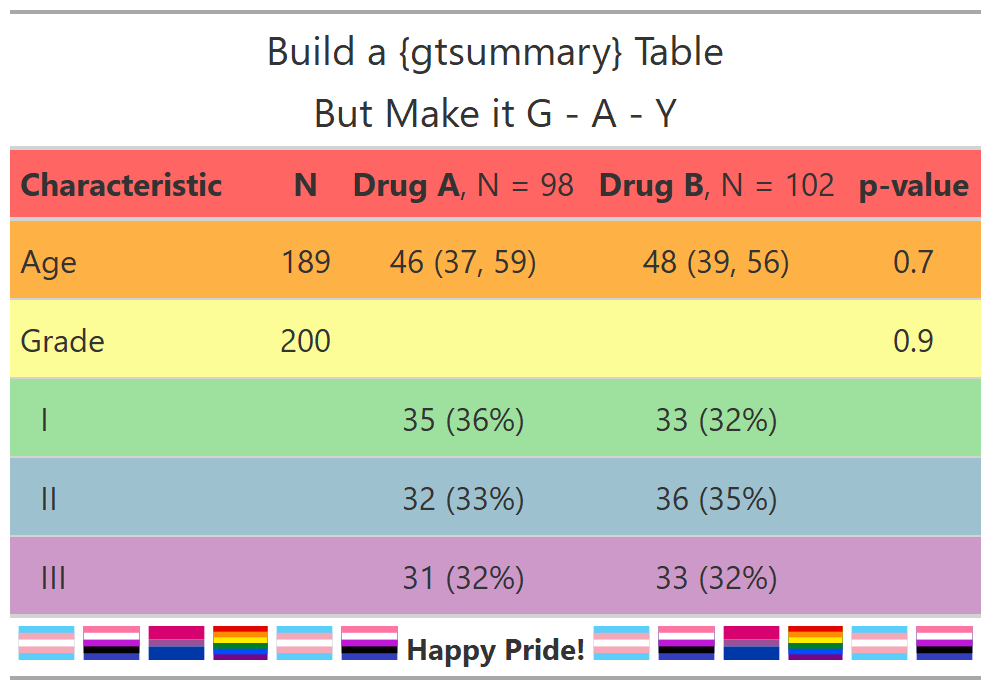 Build a {gtsummary} Table
But Make it G - A - Y
Characteristic N Drug A, N = 98 Drug B, N = 102 p-value
Age 189 46 (37, 59) 48 (39, 56) 0.7
Grade 200 0.9
I 35 (36%) 33 (32%)
II 32 (33%) 36 (35%)
III 31 (32%) 33 (32%)
Happy Pride!